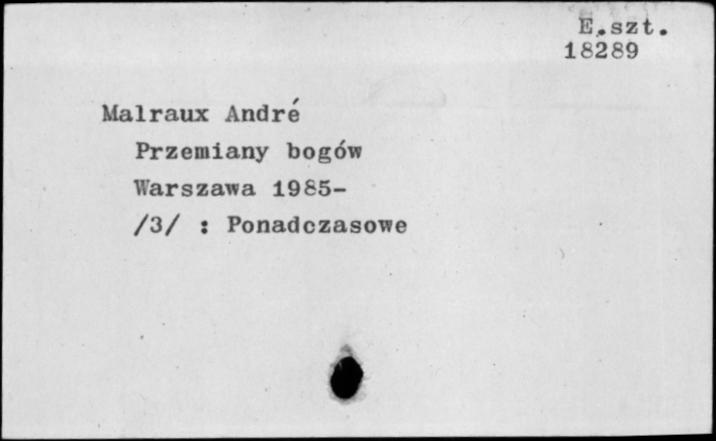 E.szt.
18289
Malraux André
Przemiany bogów
Warszawa 1985-
/3/ : Ponadczasowe